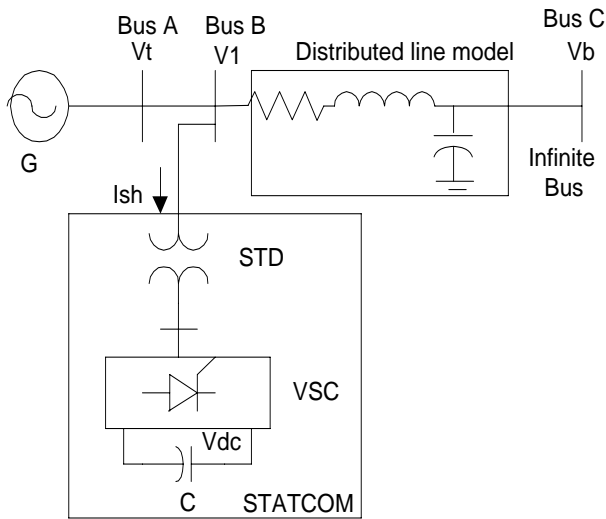 Bus A
Vt
Bus B
V1
Distributed line model
Bus C
Vb
G
Infinite
Bus
Ish
STD
VSC
Vdc
C
STATCOM